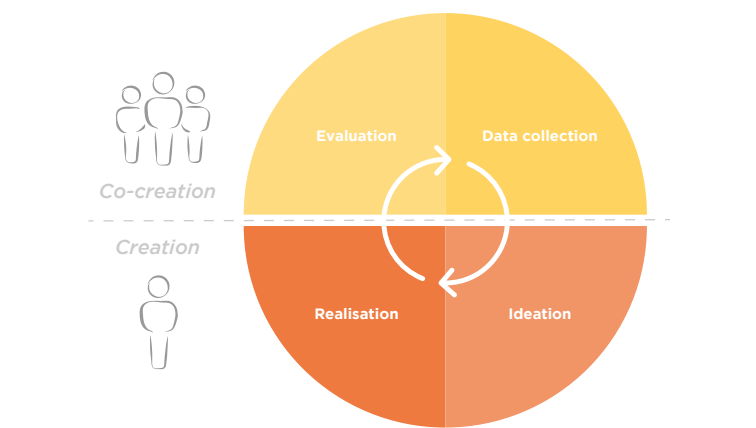 Evaluation
Data collection
Co-creation
Creation
Realisation
Ideation